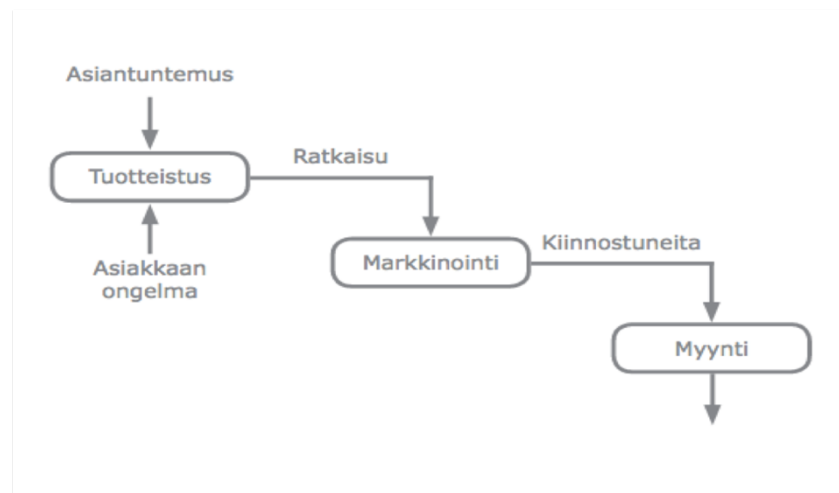 Asiantuntemus
Tuotteistus
Ratkaisu
Asiakkaan
ongelma
Markkinointi
Kiinnostuneita
Myynti